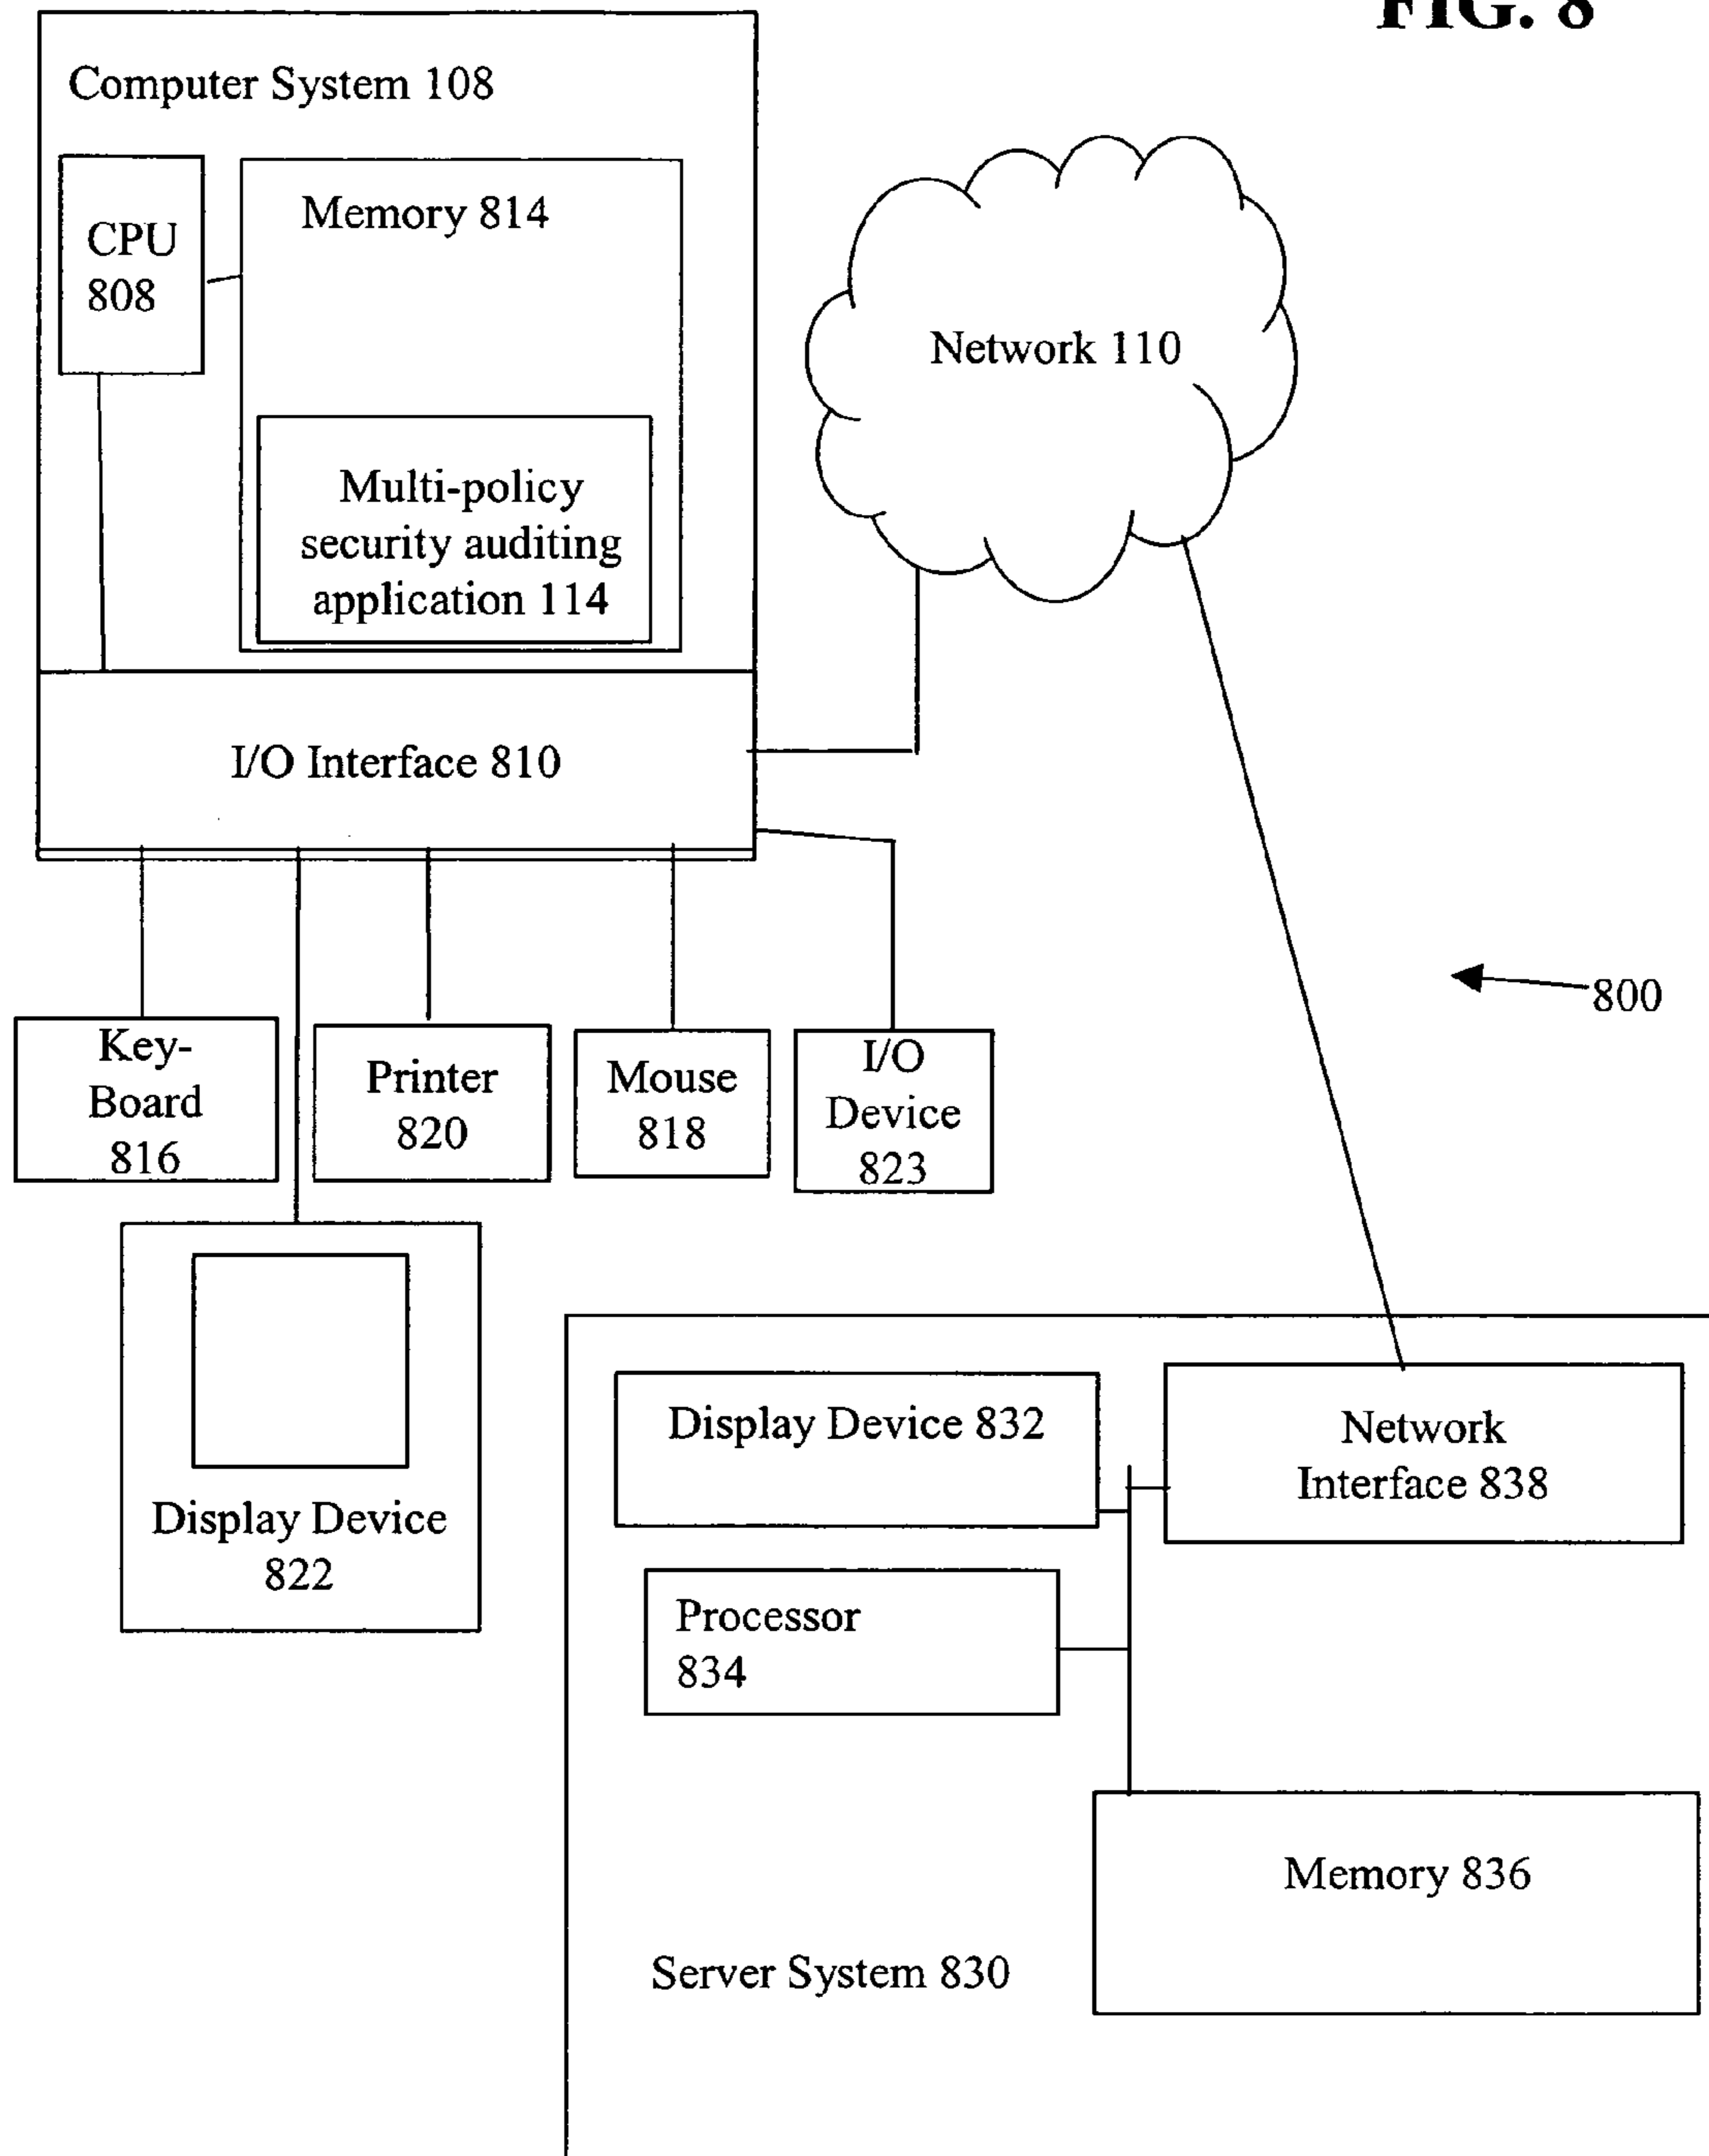 FIG. 8
Computer System 108
CPU
808
Memory 814
Multi-policy
security auditing
application 114
Network 110
I/O Interface 810
800
Key-
Board
816
Printer
820
Mouse
818
I/O
Device
823
Display Device
822
Display Device 832
Network
Interface 838
Processor
834
Memory 836
Server System 830